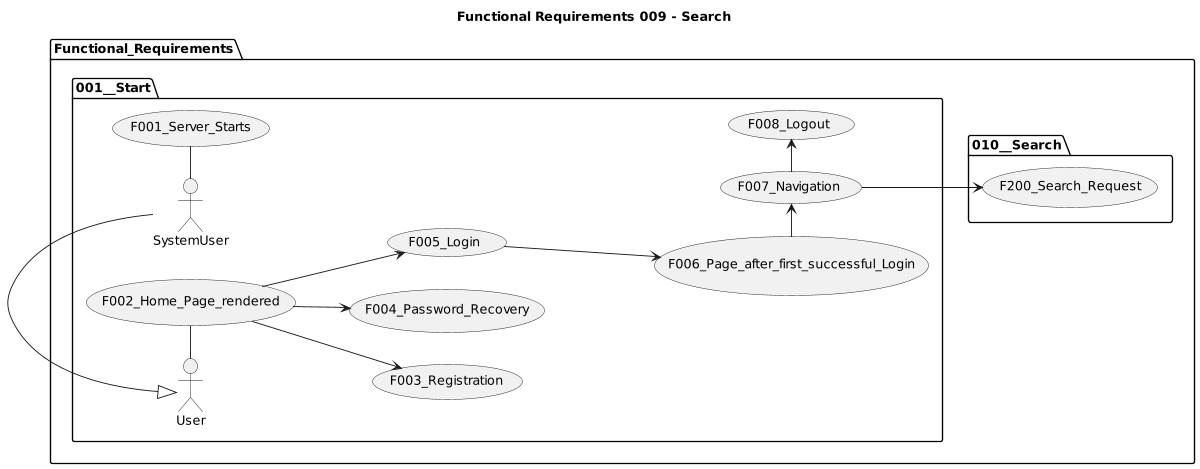 Functional Requirements 009 - Search
Functional_Requirements
001__Start
F001_Server_Starts
F008_Logout
010__Search
F007_Navigation
F200_Search_Request
SystemUser
F005_Login
F006_Page_after_first_successful_Login
F002_Home_Page_rendered
F004_Password_Recovery
F003_Registration
User